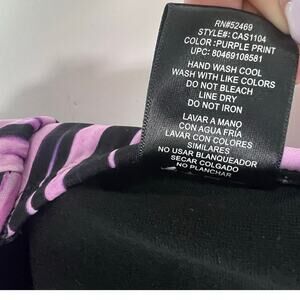 RN#52469
STYLE#: CAS1104
COLOR :PURPLE PRINT
UPC: 80469108581
HAND WASH COOL
WASH WITH LIKE COLORS
DO NOT BLEACH
LINE DRY
DO NOT IRON
LAVAR A MANO
CON AGUA FRÍA
LAVAR CON COLORES
SIMILARES
NO USAR BLANQUEADOR
SECAR COLGADO
NO PLANCHAR